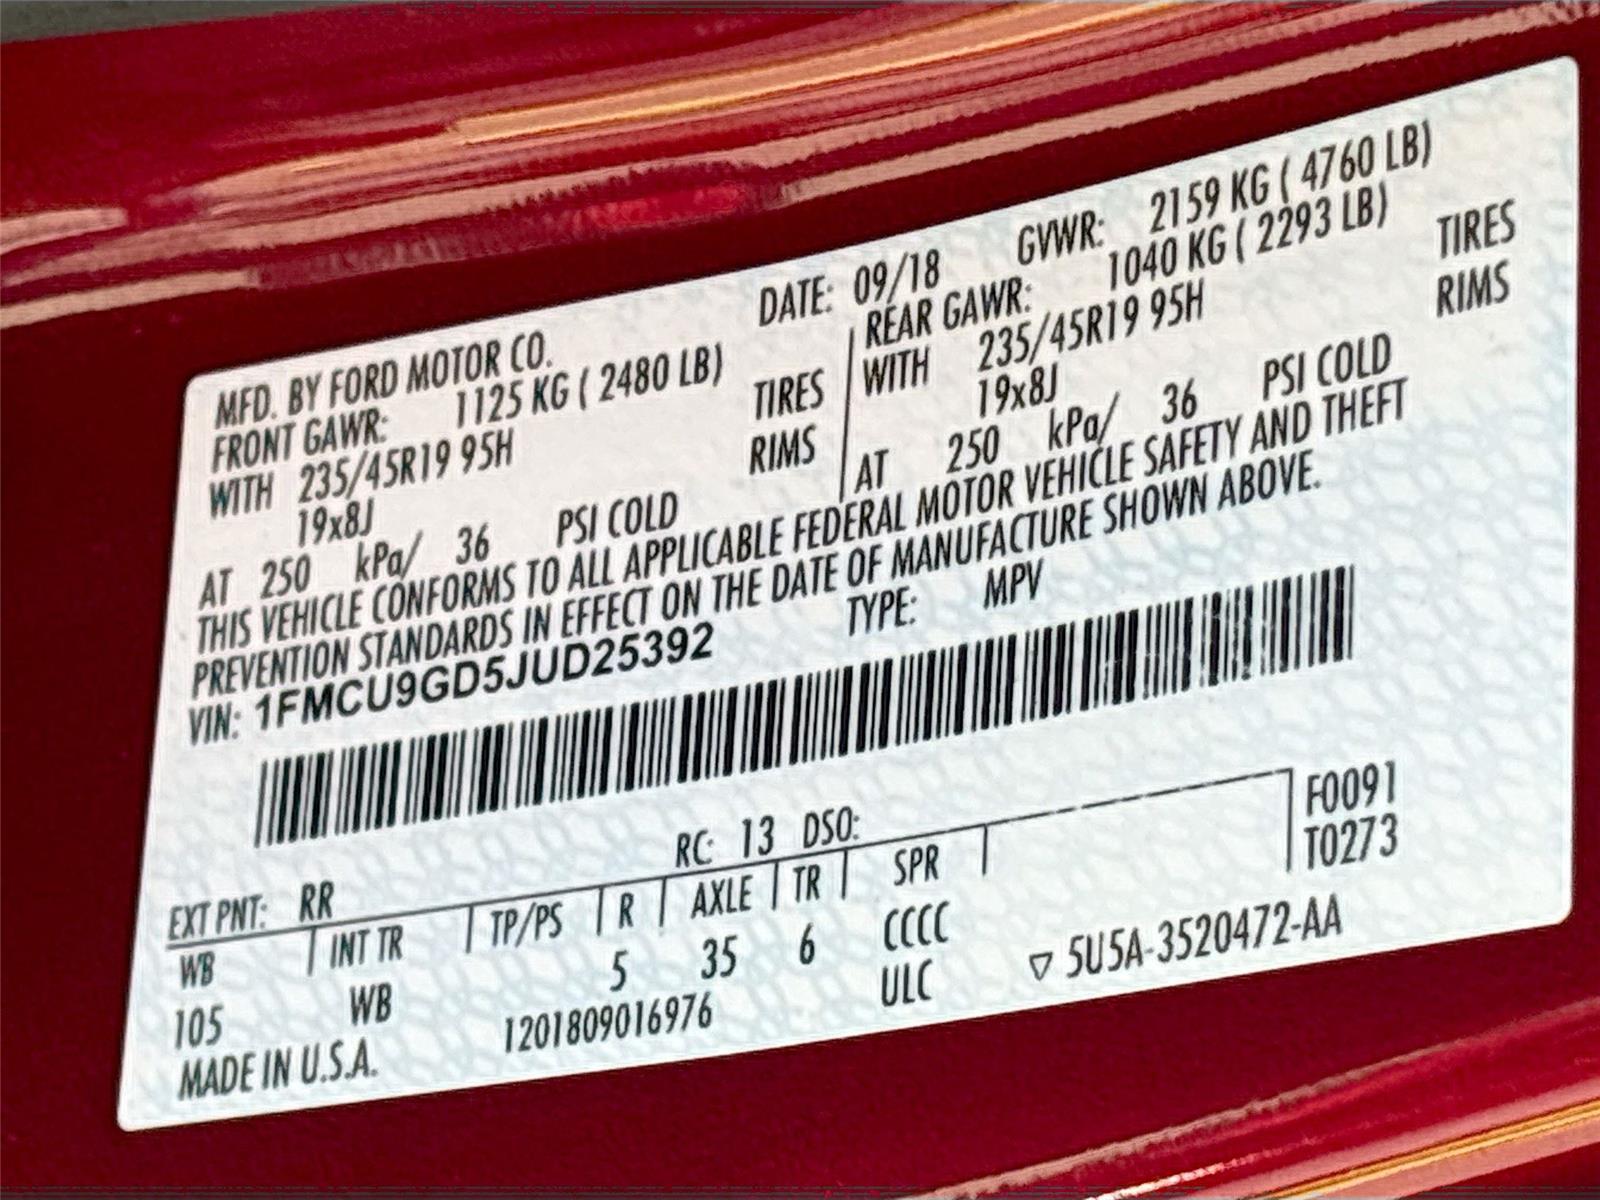 MFD. BY FORD MOTOR CO.
DATE: 09/18 GVWR: 2159 KG ( 4760 LB)
FRONT GAWR: 1125 KG ( 2480 LB)
WITH 235/45R19 95H TIRES
19x8J RIMS
AT 250 kPa/ 36 PSI COLD
REAR GAWR: 1040 KG ( 2293 LB)
WITH 235/45R19 95H TIRES
19x8J RIMS
AT 250 kPa/ 36 PSI COLD
THIS VEHICLE CONFORMS TO ALL APPLICABLE FEDERAL MOTOR VEHICLE SAFETY AND THEFT
PREVENTION STANDARDS IN EFFECT ON THE DATE OF MANUFACTURE SHOWN ABOVE.
VIN: 1FMCU9GD5JUD25392 TYPE: MPV
EXT PNT: RR RC: 13 DSO: F0091
T0273
WB INT TR TP/PS R AXLE TR SPR
105 WB 5 35 6 CCCC
ULC
MADE IN U.S.A. 1201809016976 ▽ 5U5A-3520472-AA